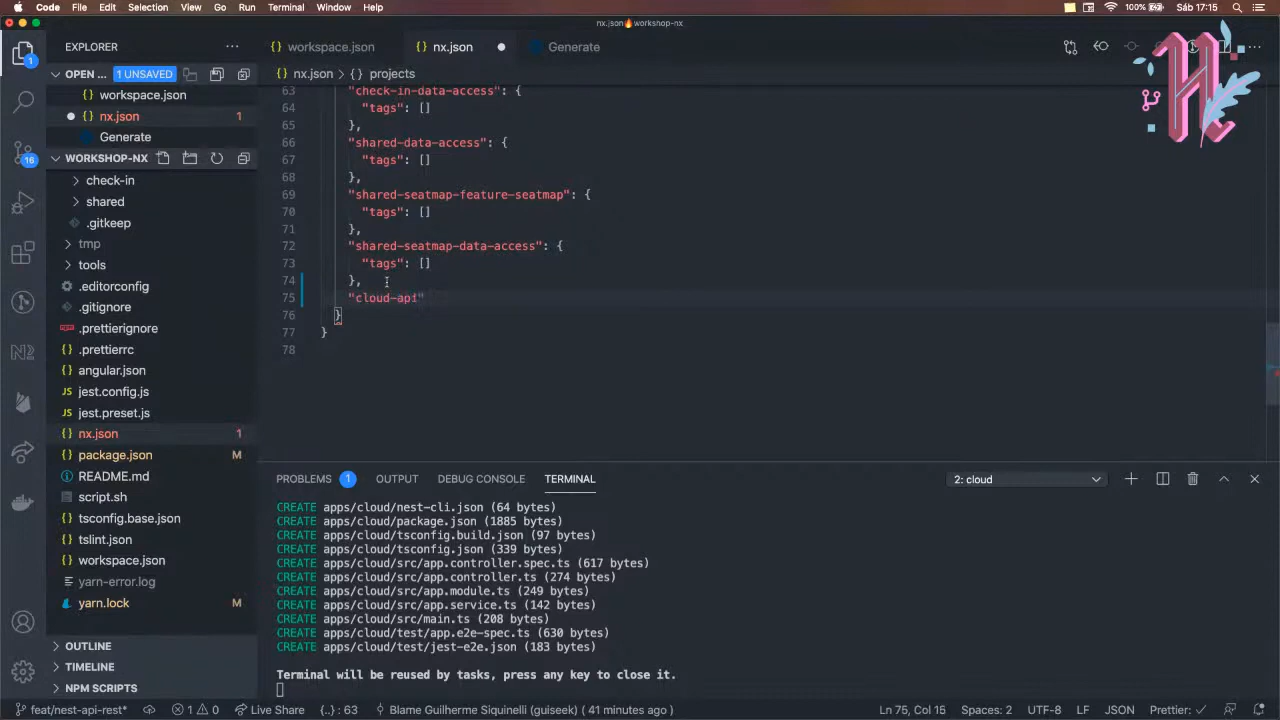 Code File Edit Selection View Go Run Terminal Window Help
100% Sáb 17:15
nx.json🔥workshop-nx
EXPLORER ...
workspace.json
nx.json
Generate
...
OPEN ... 1 UNSAVED
nx.json > {} projects
workspace.json
nx.json 1
Generate
WORKSHOP-NX
check-in
shared
.gitkeep
tmp
tools
.editorconfig
.gitignore
.prettierignore
.prettierrc
angular.json
jest.config.js
jest.preset.js
nx.json 1
package.json M
README.md
script.sh
tsconfig.base.json
tslint.json
workspace.json
yarn-error.log
yarn.lock M
OUTLINE
TIMELINE
NPM SCRIPTS
63 "check-in-data-access": {
64 "tags": []
65 },
66 "shared-data-access": {
67 "tags": []
68 },
69 "shared-seatmap-feature-seatmap": {
70 "tags": []
71 },
72 "shared-seatmap-data-access": {
73 "tags": []
74 },
75 "cloud-api"
76 }
77 }
78
PROBLEMS 1 OUTPUT DEBUG CONSOLE TERMINAL 2: cloud
CREATE apps/cloud/nest-cli.json (64 bytes)
CREATE apps/cloud/package.json (1885 bytes)
CREATE apps/cloud/tsconfig.build.json (97 bytes)
CREATE apps/cloud/tsconfig.json (339 bytes)
CREATE apps/cloud/src/app.controller.spec.ts (617 bytes)
CREATE apps/cloud/src/app.controller.ts (274 bytes)
CREATE apps/cloud/src/app.module.ts (249 bytes)
CREATE apps/cloud/src/app.service.ts (142 bytes)
CREATE apps/cloud/src/main.ts (208 bytes)
CREATE apps/cloud/test/app.e2e-spec.ts (630 bytes)
CREATE apps/cloud/test/jest-e2e.json (183 bytes)
Terminal will be reused by tasks, press any key to close it.
feat/nest-api-rest* 1 0 Live Share {..} : 63 Blame Guilherme Siquinelli (guiseek) ( 41 minutes ago ) Ln 75, Col 15 Spaces: 2 UTF-8 LF JSON Prettier: ✓